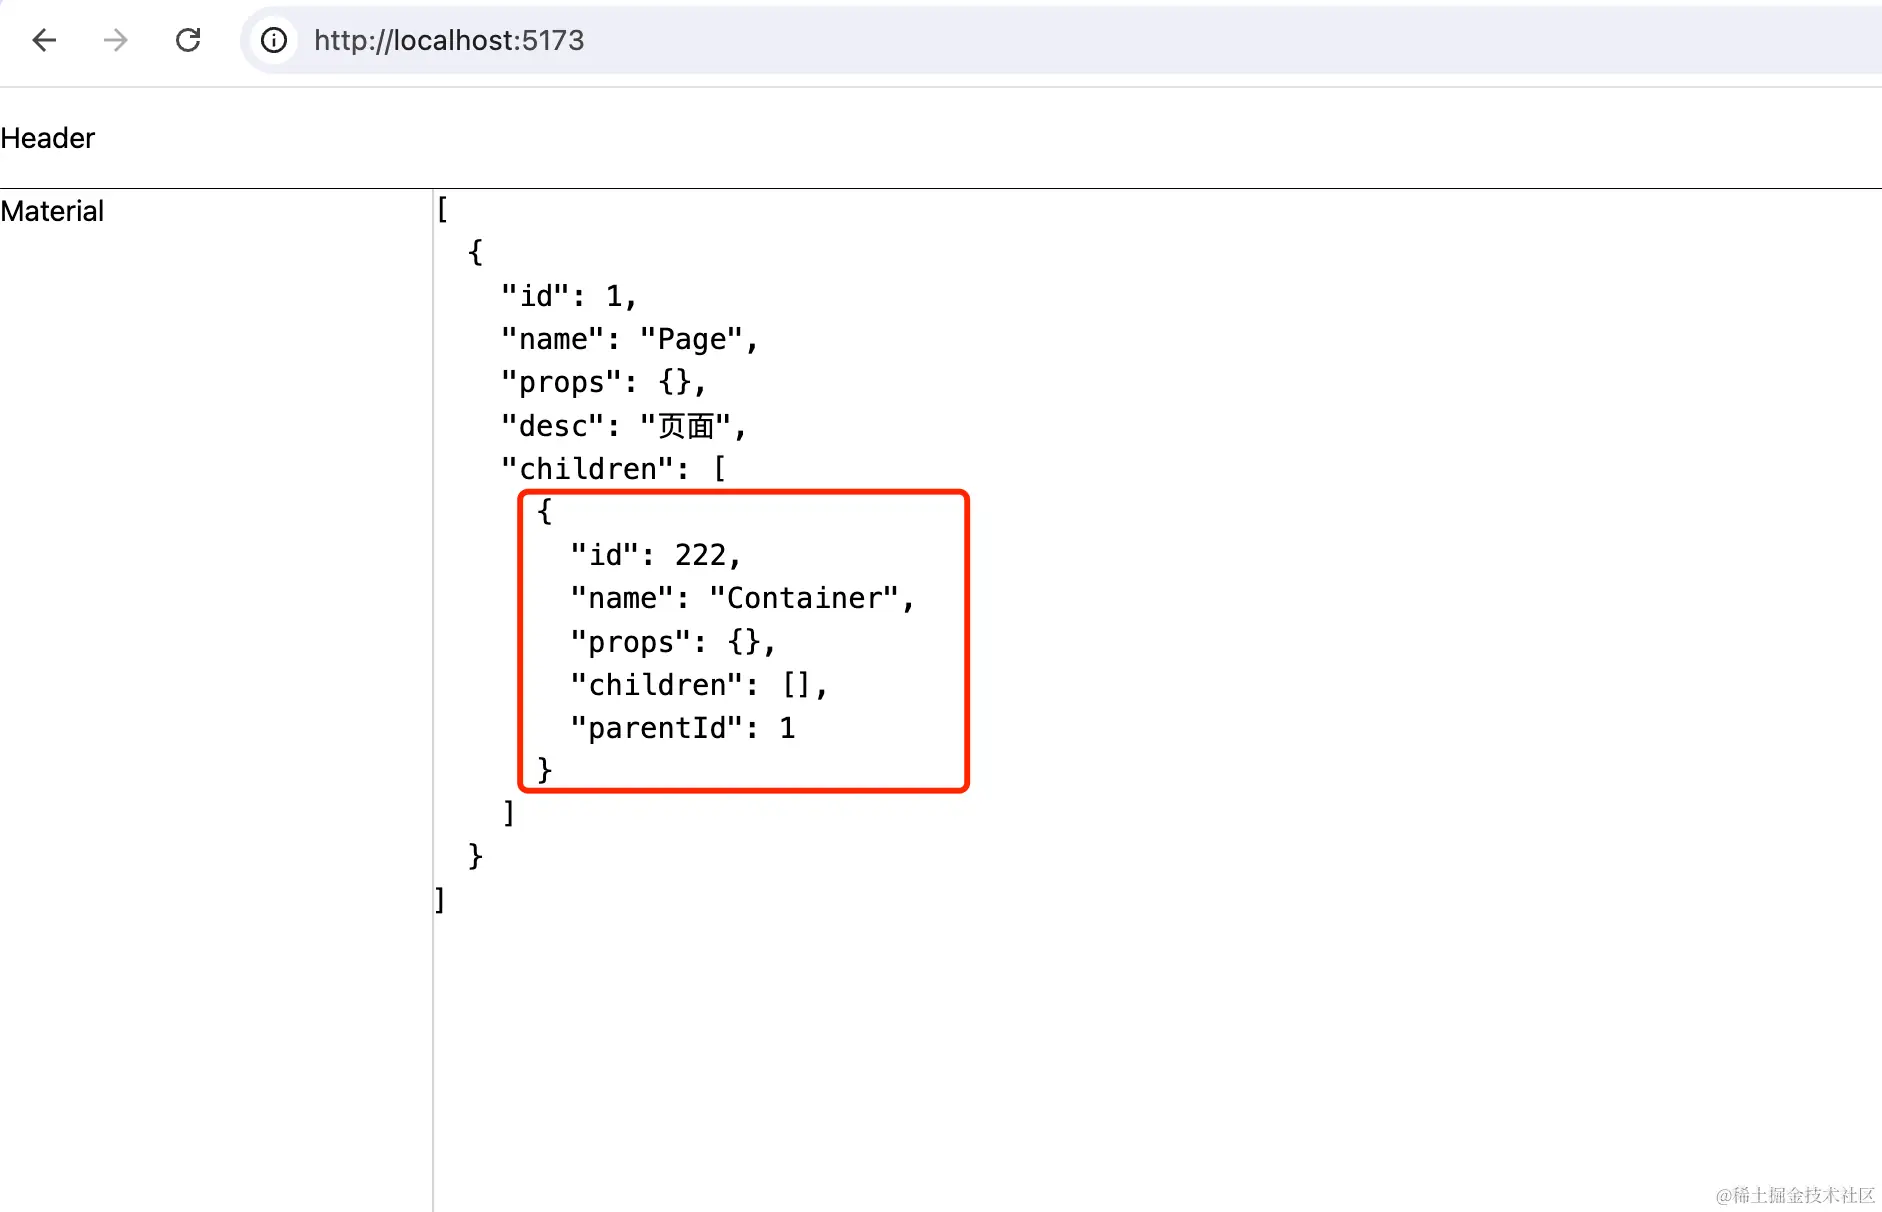 http://localhost:5173
Header
Material
[
  {
    "id": 1,
    "name": "Page",
    "props": {},
    "desc": "页面",
    "children": [
      {
        "id": 222,
        "name": "Container",
        "props": {},
        "children": [],
        "parentId": 1
      }
    ]
  }
]
@稀土掘金技术社区